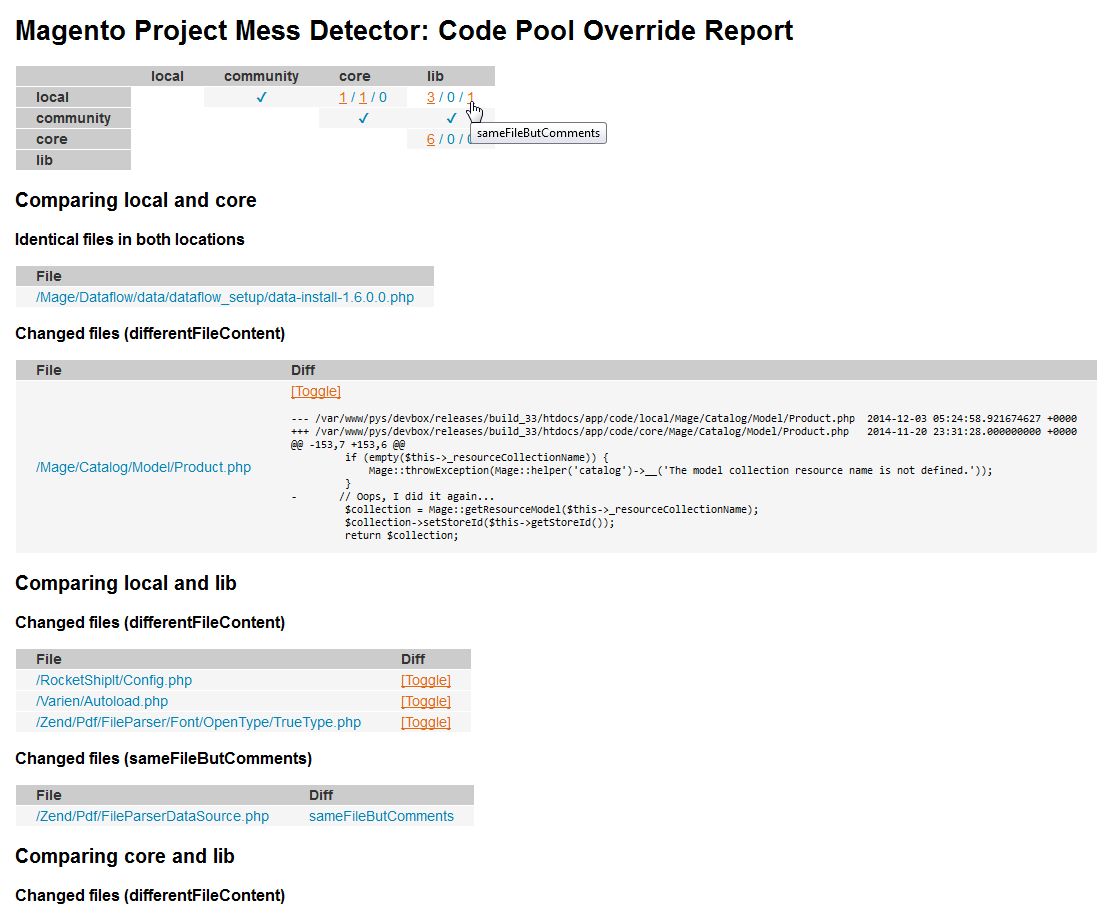 Magento Project Mess Detector: Code Pool Override Report
local community core lib
local ✓ 1 / 1 / 0 3 / 0 / 1
community ✓ ✓
sameFileButComments
core 6 / 0 /
lib
Comparing local and core
Identical files in both locations
File
/Mage/Dataflow/data/dataflow_setup/data-install-1.6.0.0.php
Changed files (differentFileContent)
File Diff
[Toggle]
--- /var/www/pys/devbox/releases/build_33/htdocs/app/code/local/Mage/Catalog/Model/Product.php 2014-12-03 05:24:58.921674627 +0000
+++ /var/www/pys/devbox/releases/build_33/htdocs/app/code/core/Mage/Catalog/Model/Product.php 2014-11-20 23:31:28.000000000 +0000
@@ -153,7 +153,6 @@
if (empty($this->_resourceCollectionName)) {
/Mage/Catalog/Model/Product.php Mage::throwException(Mage::helper('catalog')->__('The model collection resource name is not defined.'));
}
- // Oops, I did it again...
$collection = Mage::getResourceModel($this->_resourceCollectionName);
$collection->setStoreId($this->getStoreId());
return $collection;
Comparing local and lib
Changed files (differentFileContent)
File Diff
/RocketShipIt/Config.php [Toggle]
/Varien/Autoload.php [Toggle]
/Zend/Pdf/FileParser/Font/OpenType/TrueType.php [Toggle]
Changed files (sameFileButComments)
File Diff
/Zend/Pdf/FileParserDataSource.php sameFileButComments
Comparing core and lib
Changed files (differentFileContent)